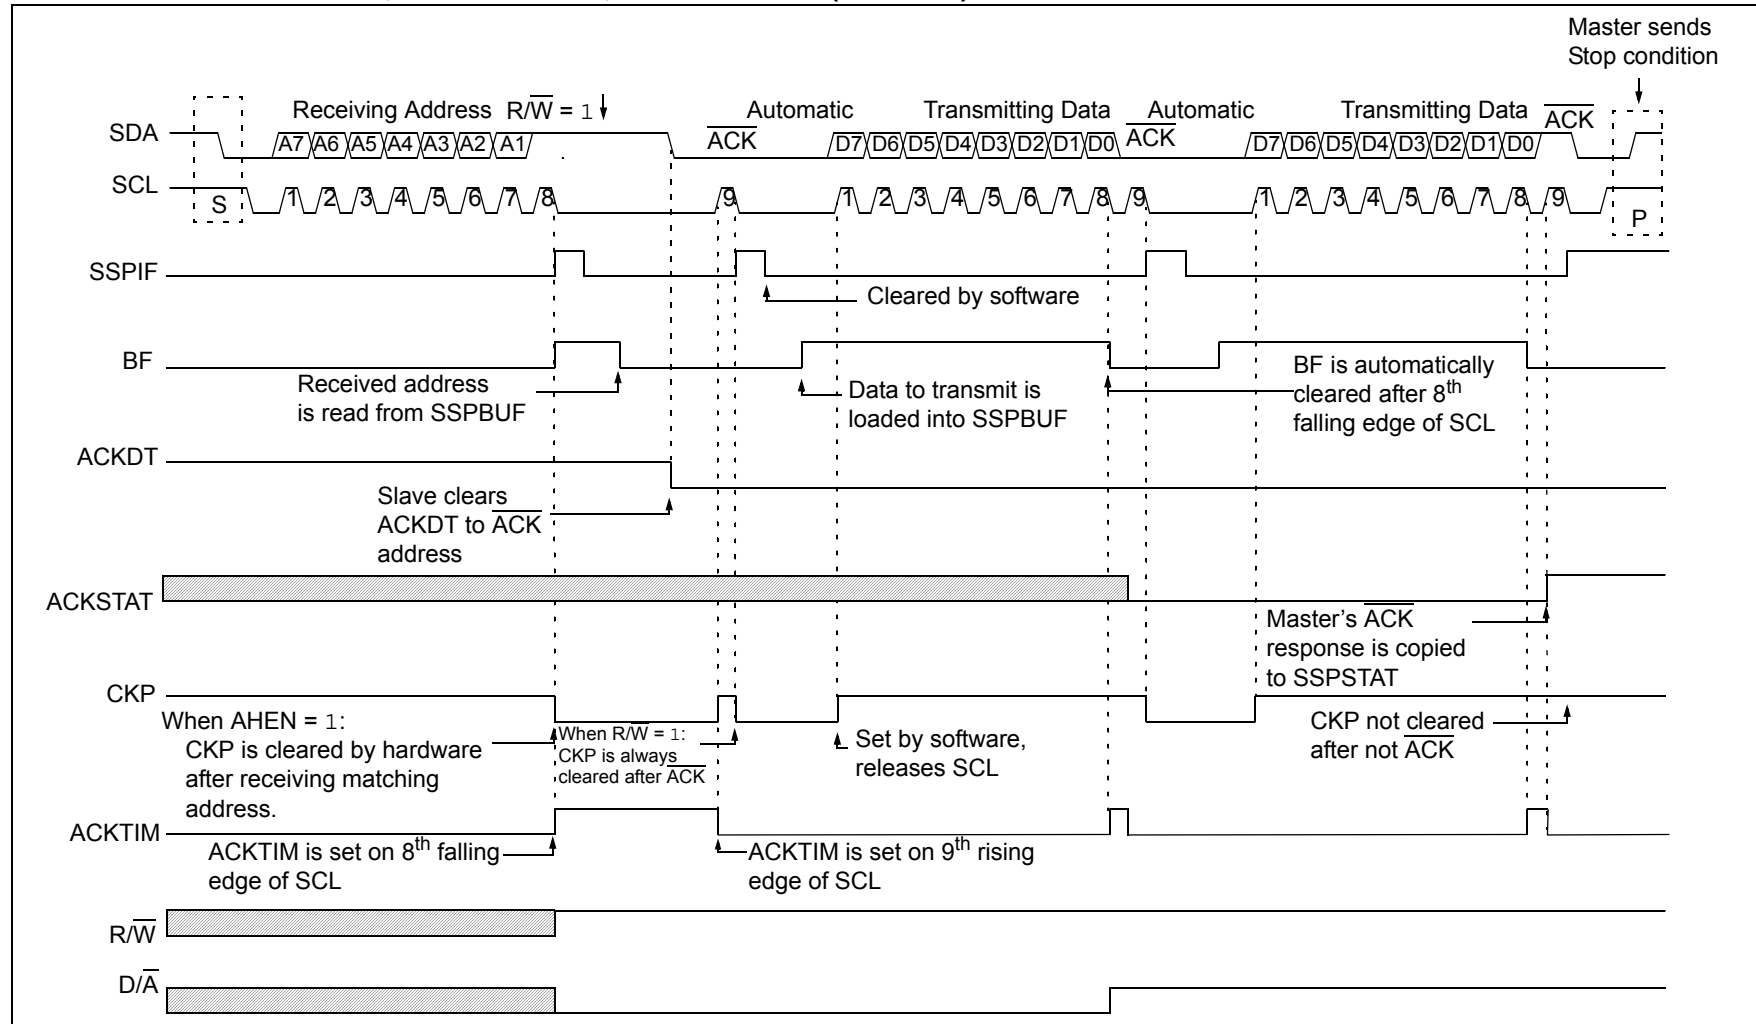 Master sends
Stop condition
Receiving Address R/W = 1
Automatic
Transmitting Data
Automatic
Transmitting Data
ACK
SDA
A7 A6 A5 A4 A3 A2 A1
ACK
D7 D6 D5 D4 D3 D2 D1 D0
ACK
D7 D6 D5 D4 D3 D2 D1 D0
SCL
S
1 2 3 4 5 6 7 8
9
1 2 3 4 5 6 7 8 9
1 2 3 4 5 6 7 8 9
P
SSPIF
Cleared by software
BF
Received address
is read from SSPBUF
Data to transmit is
loaded into SSPBUF
BF is automatically
cleared after 8th
falling edge of SCL
ACKDT
Slave clears
ACKDT to ACK
address
ACKSTAT
Master's ACK
response is copied
to SSPSTAT
CKP
When AHEN = 1:
CKP is cleared by hardware
after receiving matching
address.
When R/W = 1:
CKP is always
cleared after ACK
Set by software,
releases SCL
CKP not cleared
after not ACK
ACKTIM
ACKTIM is set on 8th falling
edge of SCL
ACKTIM is set on 9th rising
edge of SCL
R/W
D/A